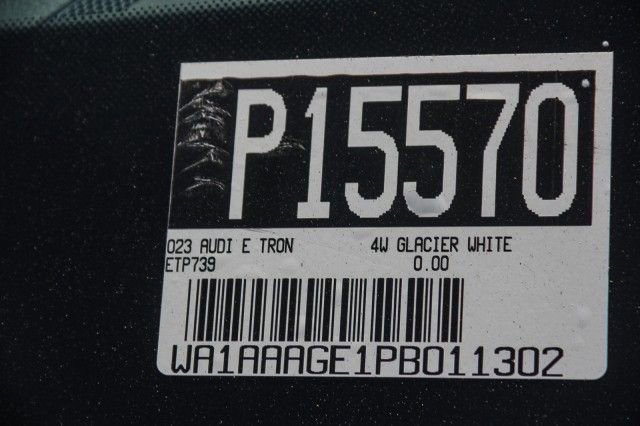 P15570
023 AUDI E TRON 4W GLACIER WHITE
ETP739 0.00
WA1AAAGE1PB011302